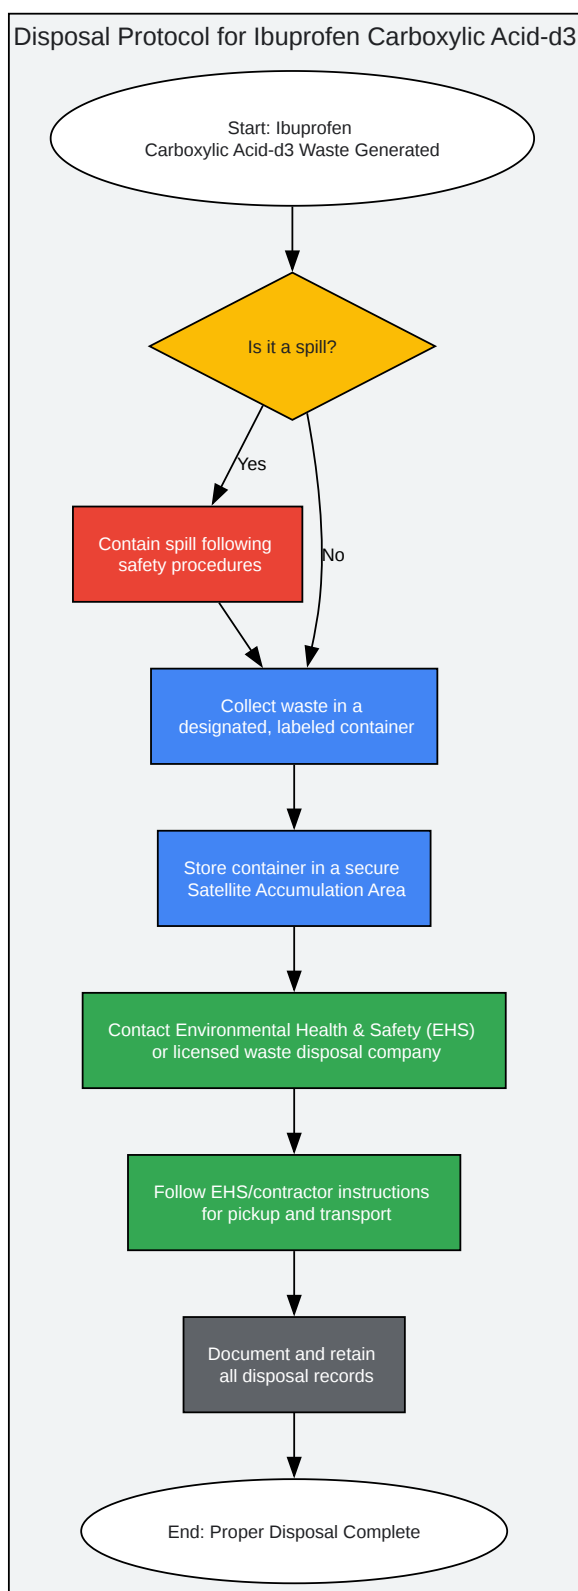 Disposal Protocol for Ibuprofen Carboxylic Acid-d3
Start: Ibuprofen
Carboxylic Acid-d3 Waste Generated
Is it a spill?
Yes
Contain spill following
safety procedures
No
Collect waste in a
designated, labeled container
Store container in a secure
Satellite Accumulation Area
Contact Environmental Health & Safety (EHS)
or licensed waste disposal company
Follow EHS/contractor instructions
for pickup and transport
Document and retain
all disposal records
End: Proper Disposal Complete